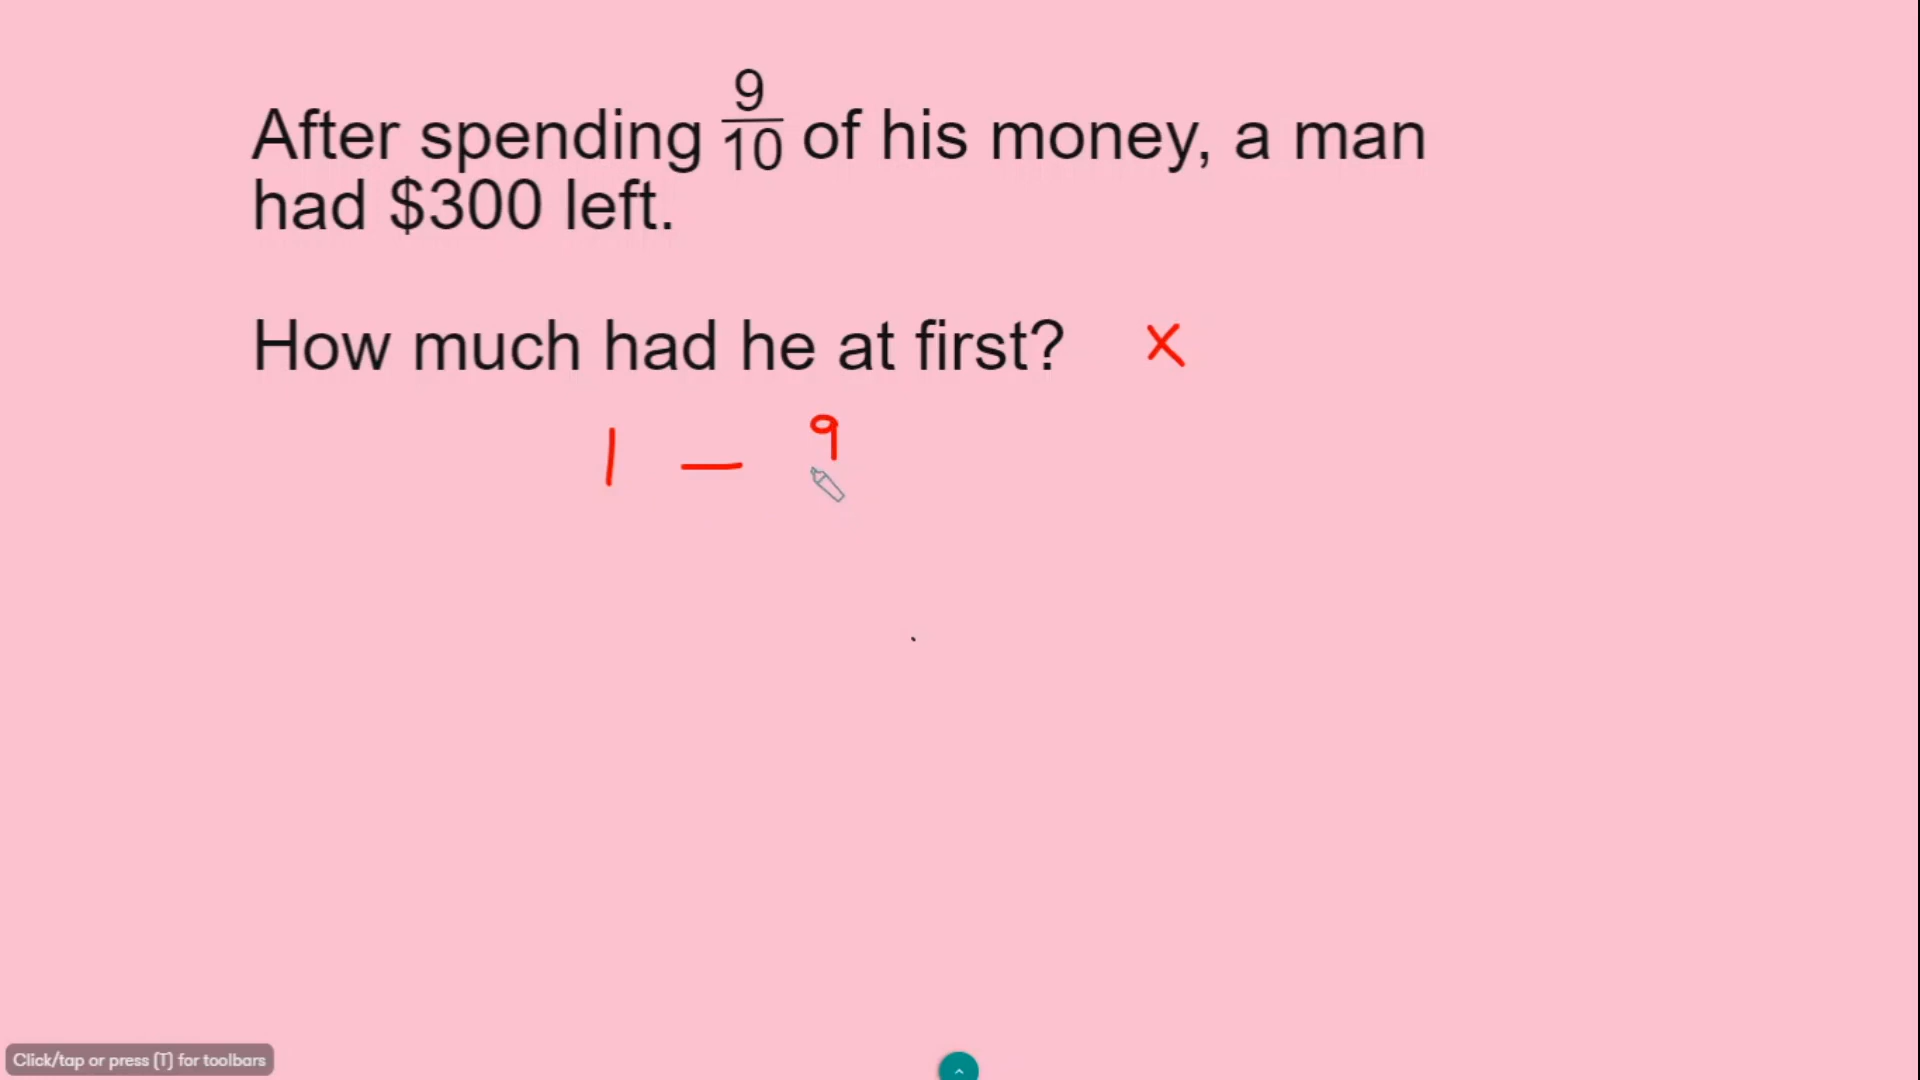 After spending 9/10 of his money, a man
had $300 left.
How much had he at first? x
1 — 9
Click/tap or press (T) for toolbars